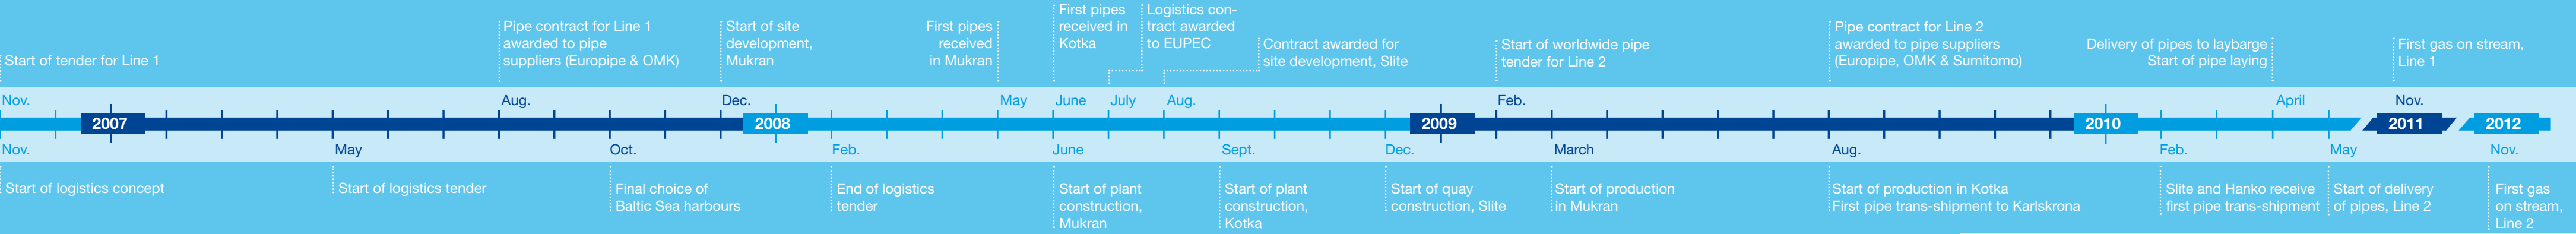 Start of tender for Line 1
Pipe contract for Line 1
awarded to pipe
suppliers (Europipe & OMK)
Start of site
development,
Mukran
First pipes
received
in Mukran
First pipes
received in
Kotka
Logistics con-
tract awarded
to EUPEC
Contract awarded for
site development, Slite
Start of worldwide pipe
tender for Line 2
Pipe contract for Line 2
awarded to pipe suppliers
(Europipe, OMK & Sumitomo)
Delivery of pipes to laybarge
Start of pipe laying
First gas on stream,
Line 1
Nov. Aug. Dec. May June July Aug. Feb. April Nov.
2007 2008 2009 2010 2011 2012
Nov. May Oct. Feb. June Sept. Dec. March Aug. Feb. May Nov.
Start of logistics concept
Start of logistics tender
Final choice of
Baltic Sea harbours
End of logistics
tender
Start of plant
construction,
Mukran
Start of plant
construction,
Kotka
Start of quay
construction, Slite
Start of production
in Mukran
Start of production in Kotka
First pipe trans-shipment to Karlskrona
Slite and Hanko receive
first pipe trans-shipment
Start of delivery
of pipes, Line 2
First gas
on stream,
Line 2